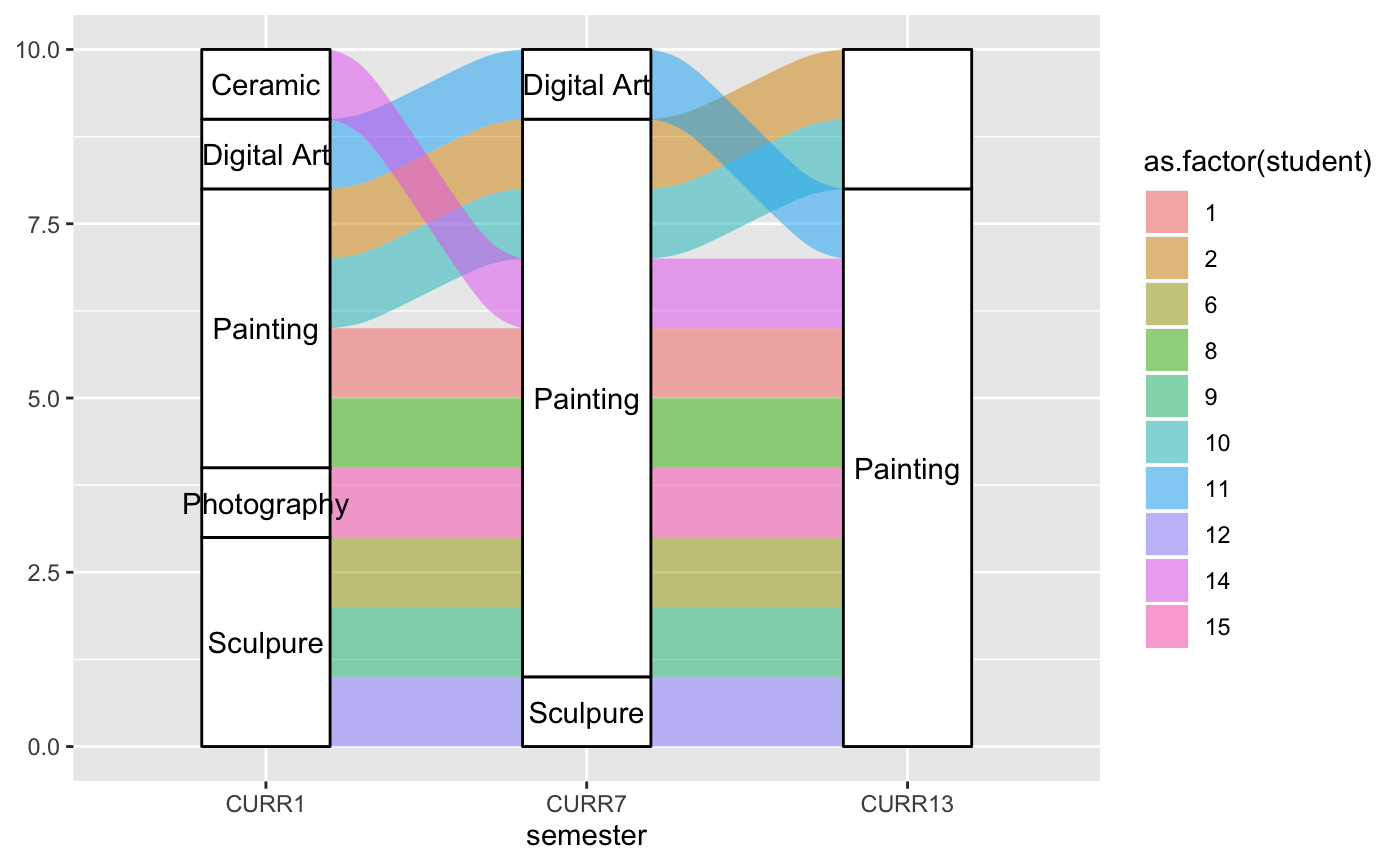 10.0
7.5
5.0
2.5
0.0
Ceramic
Digital Art
Painting
Photography
Sculpure
Digital Art
Painting
Sculpure
Painting
CURR1
CURR7
CURR13
semester
as.factor(student)
1
2
6
8
9
10
11
12
14
15